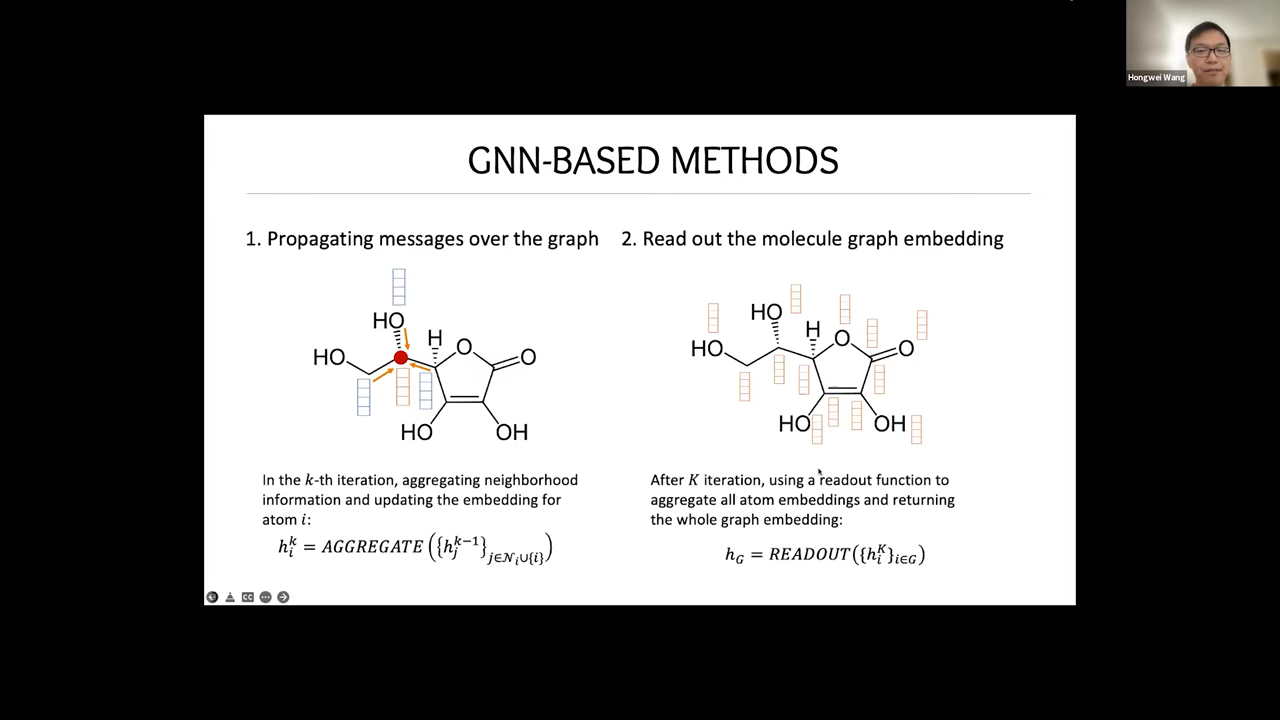 Hongwei Wang
GNN-BASED METHODS
1. Propagating messages over the graph
HO
HO
H
O
O
HO
OH
In the k-th iteration, aggregating neighborhood
information and updating the embedding for
atom i:
h_i^k = AGGREGATE({h_j^{k-1}}_{j∈𝒩_i∪{i}})
2. Read out the molecule graph embedding
HO
HO
H
O
O
HO
OH
After K iteration, using a readout function to
aggregate all atom embeddings and returning
the whole graph embedding:
h_G = READOUT({h_i^K}_{i∈G})
CC